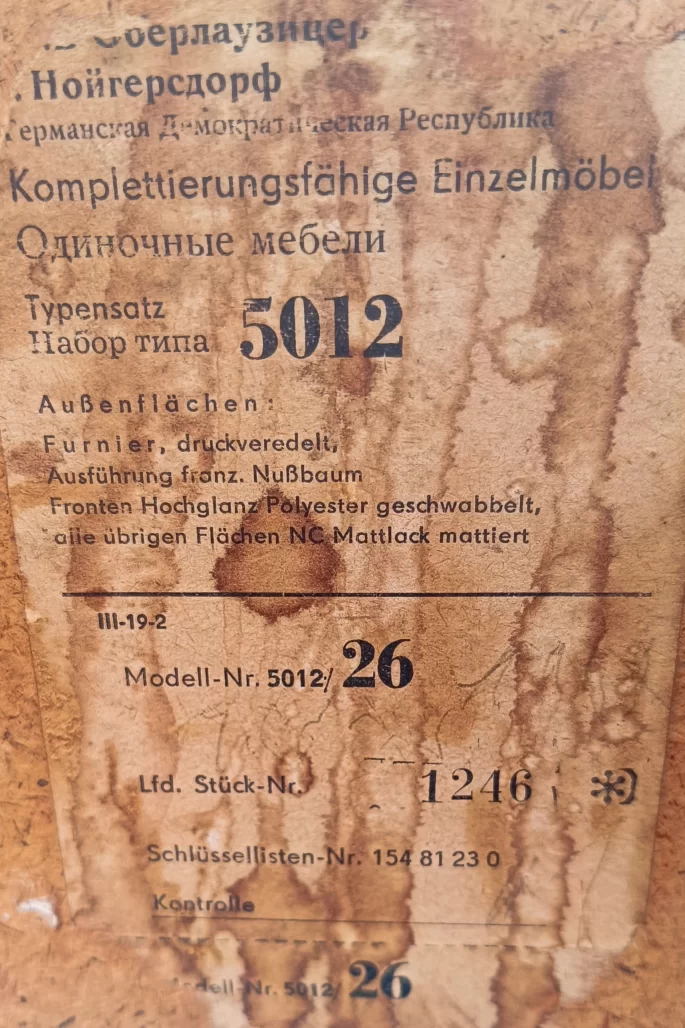 Оберлаузицер
Нойгерсдорф
Германская Демократическая Республика
Komplettierungsfähige Einzelmöbel
Одиночные мебели
Typensatz
Набор типа 5012
Außenflächen:
Furnier, druckveredelt,
Ausführung franz. Nußbaum
Fronten Hochglanz Polyester geschwabbelt,
alle übrigen Flächen NC Mattlack mattiert
III-19-2
Modell-Nr. 5012/ 26
Lfd. Stück-Nr. 1246 *)
Schlüssellisten-Nr. 154 81 23 0
Kontrolle
Modell-Nr. 5012/ 26